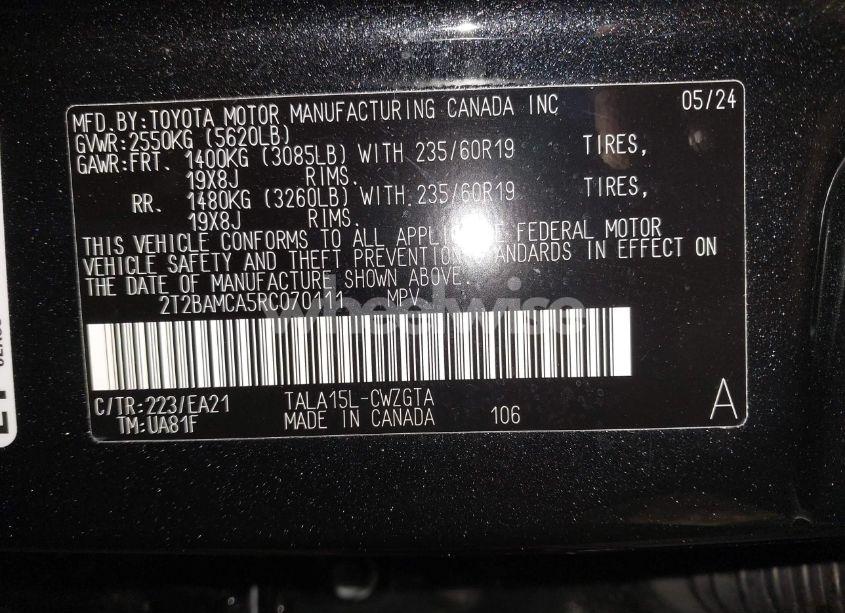 MFD.BY:TOYOTA MOTOR MANUFACTURING CANADA INC 05/24
GVWR:2550KG (5620LB)
GAWR:FRT. 1400KG (3085LB) WITH 235/60R19 TIRES,
19X8J RIMS.
RR. 1480KG (3260LB) WITH 235/60R19 TIRES,
19X8J RIMS.
THIS VEHICLE CONFORMS TO ALL FEDERAL MOTOR
VEHICLE SAFETY AND THEFT PREVENTION STANDARDS IN EFFECT ON
THE DATE OF MANUFACTURE SHOWN ABOVE.
2T2BAMCA5RC070111 MPV
wheelwise
C/TR:223/EA21 TALA15L-CWZGTA
TM:UA81F MADE IN CANADA 106 A